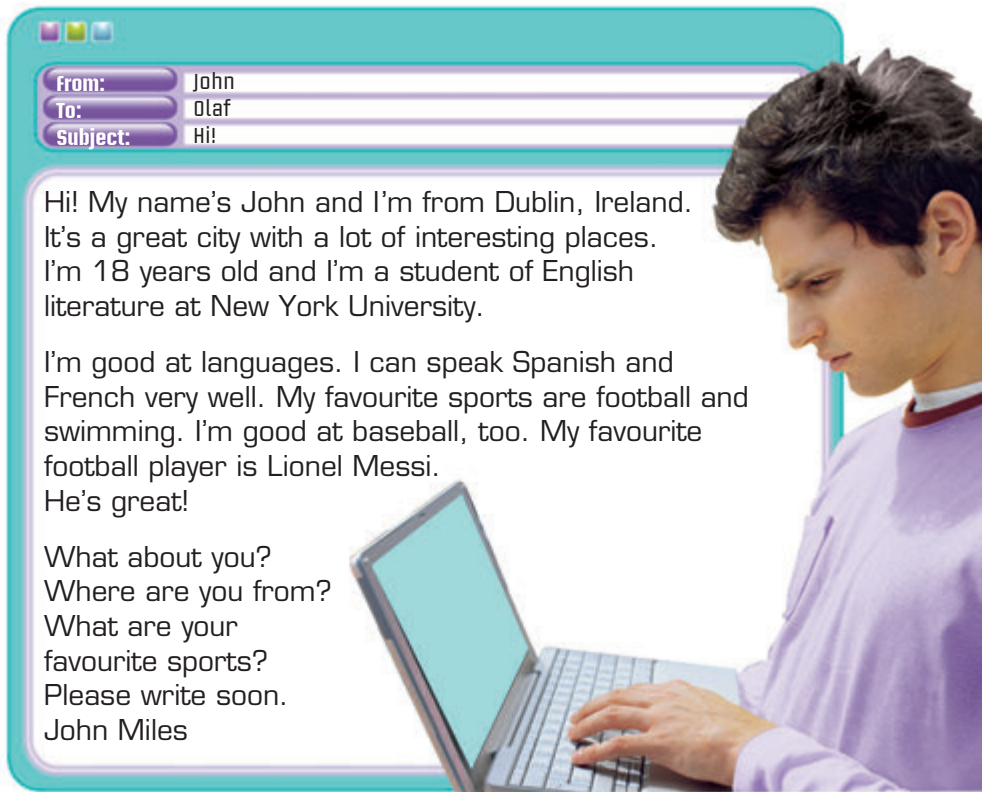 From: John
To: Olaf
Subject: Hi!
Hi! My name's John and I'm from Dublin, Ireland.
It's a great city with a lot of interesting places.
I'm 18 years old and I'm a student of English
literature at New York University.
I'm good at languages. I can speak Spanish and
French very well. My favourite sports are football and
swimming. I'm good at baseball, too. My favourite
football player is Lionel Messi.
He's great!
What about you?
Where are you from?
What are your
favourite sports?
Please write soon.
John Miles